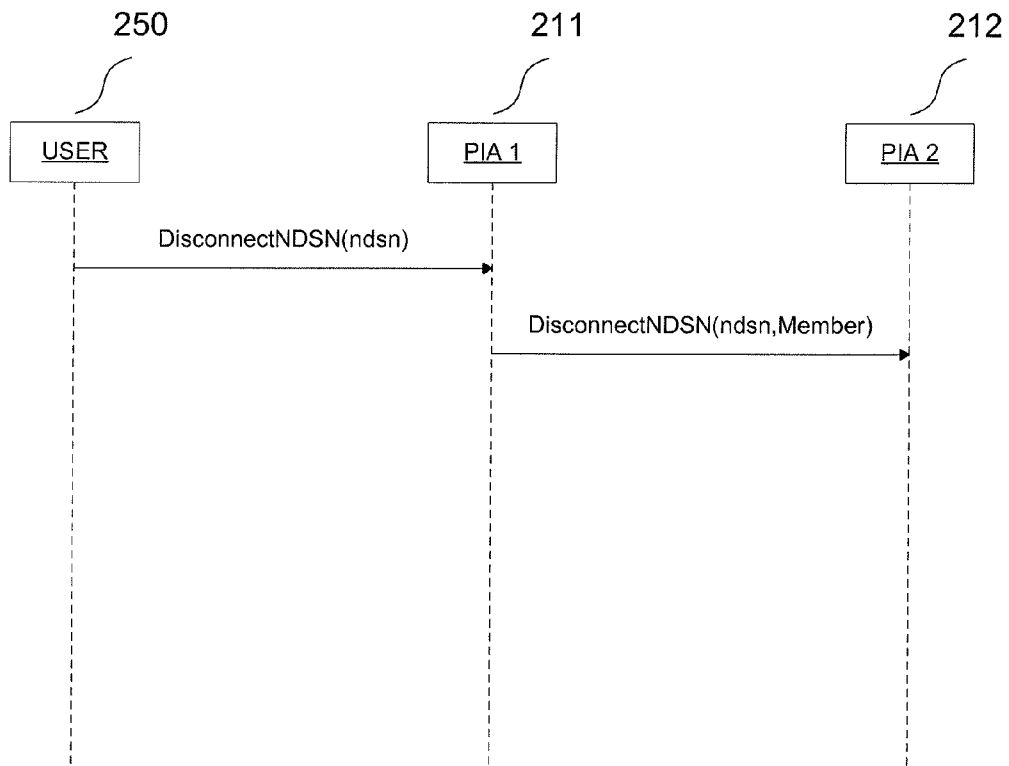 250
211
212
USER
PIA 1
PIA 2
DisconnectNDSN(ndsn)
DisconnectNDSN(ndsn,Member)